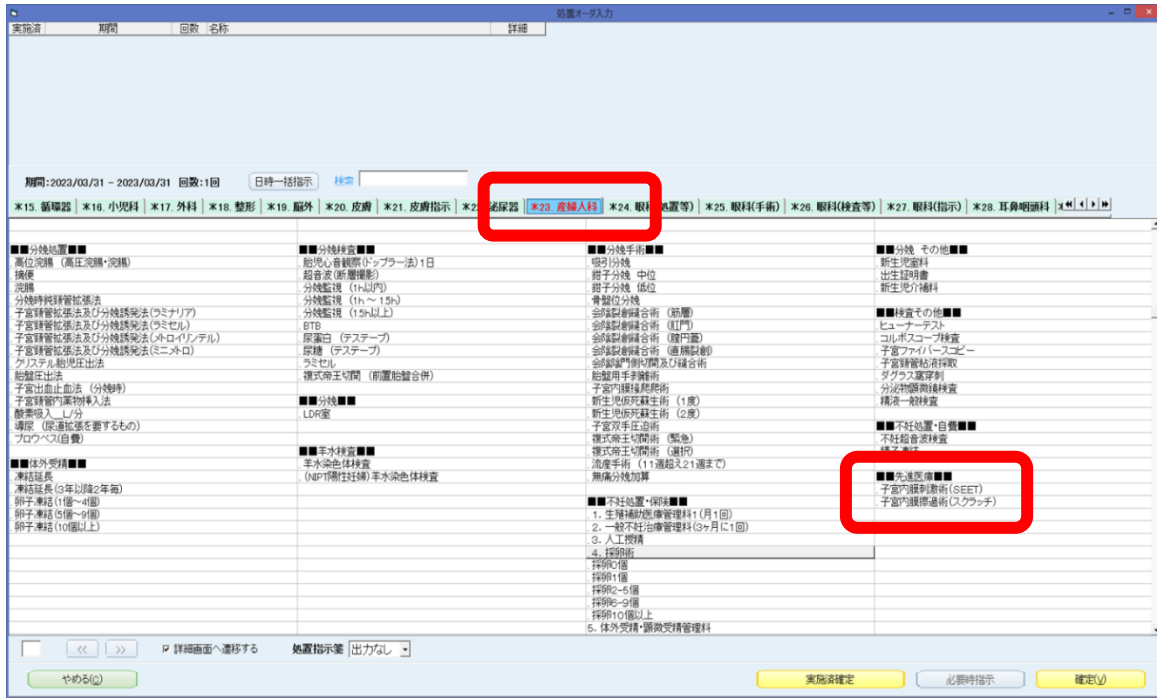 処置オーダ入力
実施済 期間 回数 名称 詳細
期間:2023/03/31 - 2023/03/31 回数:1回 日時一括指示 検索
*15. 循環器 *16. 小児科 *17. 外科 *18. 整形 *19. 脳外 *20. 皮膚 *21. 皮膚指示 *22 泌尿器 *23. 産婦人科 *24. 眼科 処置等) *25. 眼科(手術) *26. 眼科(検査等) *27. 眼科(指示) *28. 耳鼻咽頭科
■■分娩処置■■
高位浣腸 (高圧浣腸・浣腸)
摘便
浣腸
分娩時鈍頸管拡張法
子宮頸管拡張法及び分娩誘発法(ラミナリア)
子宮頸管拡張法及び分娩誘発法(ラミセル)
子宮頸管拡張法及び分娩誘発法(メトロイリンテル)
子宮頸管拡張法及び分娩誘発法(ミニメトロ)
クリステル胎児圧出法
胎盤圧出法
子宮出血止血法 (分娩時)
子宮頸管内薬物挿入法
酸素吸入__L/分
導尿 (尿道拡張を要するもの)
プロウペス(自費)
■■体外受精■■
凍結延長
凍結延長(3年以降2年毎)
卵子凍結(1個~4個)
卵子凍結(5個~9個)
卵子凍結(10個以上)
■■分娩検査■■
胎児心音観察(ドップラー法)1日
超音波(断層撮影)
分娩監視 (1h以内)
分娩監視 (1h ~ 1.5h)
分娩監視 (1.5h以上)
BTB
尿蛋白 (テステープ)
尿糖 (テステープ)
ラミセル
複式帝王切開 (前置胎盤合併)
■■分娩■■
LDR室
■■羊水検査■■
羊水染色体検査
(NIPT陽性妊婦)羊水染色体検査
■■分娩手術■■
吸引分娩
鉗子分娩 中位
鉗子分娩 低位
骨盤位分娩
会陰裂創縫合術 (筋層)
会陰裂創縫合術 (肛門)
会陰裂創縫合術 (膣円蓋)
会陰裂創縫合術 (直腸裂創)
会陰膣門側切開及び縫合術
胎盤用手剥離術
子宮内膜掻爬術
新生児仮死蘇生術 (1度)
新生児仮死蘇生術 (2度)
子宮双手圧迫術
複式帝王切開術 (緊急)
複式帝王切開術 (選択)
流産手術 (11週超え21週まで)
無痛分娩加算
■■不妊処置・保険■■
1. 生殖補助医療管理料1(月1回)
2. 一般不妊治療管理料(3ヶ月に1回)
3. 人工授精
4. 採卵術
採卵0個
採卵1個
採卵2-5個
採卵6-9個
採卵10個以上
5. 体外受精・顕微受精管理料
■■分娩 その他■■
新生児室料
出生証明書
新生児介補料
■■検査その他■■
ヒューナーテスト
コルポスコープ検査
子宮ファイバースコピー
子宮頸管粘液採取
ダグラス窩穿刺
分泌物顕微鏡検査
精液一般検査
■■不妊処置・自費■■
不妊超音波検査
精子凍結
■■先進医療■■
子宮内膜刺激術(SEET)
子宮内膜擦過術(スクラッチ)
<< >> 詳細画面へ遷移する 処置指示箋 出力なし
やめる(C) 実施済確定 必要時指示 確定(V)